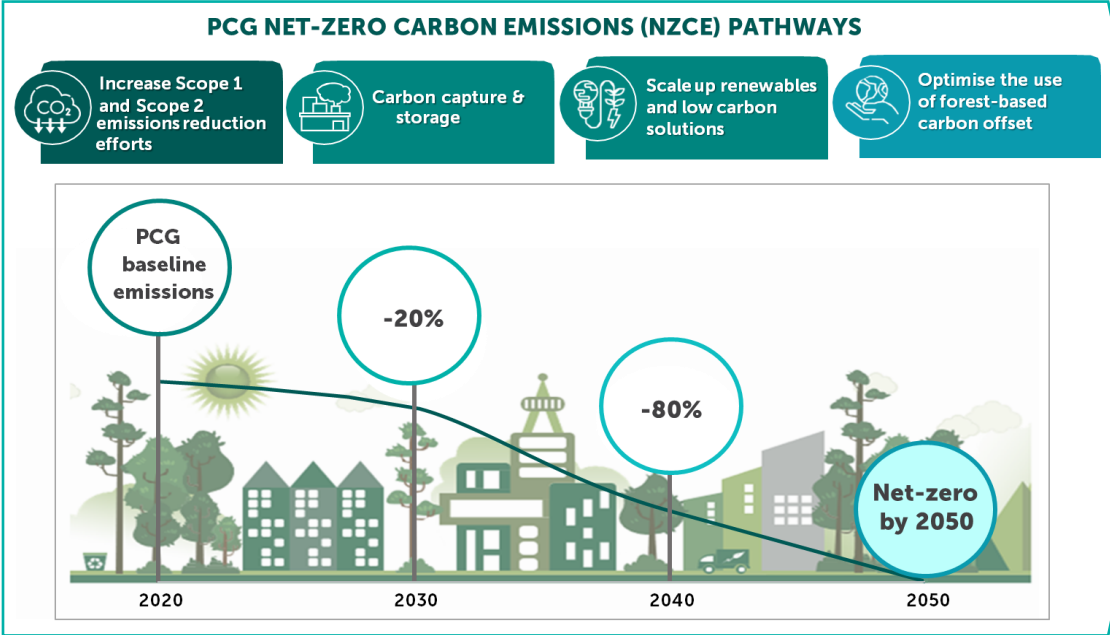 PCG NET-ZERO CARBON EMISSIONS (NZCE) PATHWAYS
CO2
Increase Scope 1
and Scope 2
emissions reduction
efforts
Carbon capture &
storage
Scale up renewables
and low carbon
solutions
Optimise the use
of forest-based
carbon offset
PCG
baseline
emissions
-20%
-80%
Net-zero
by 2050
2020
2030
2040
2050